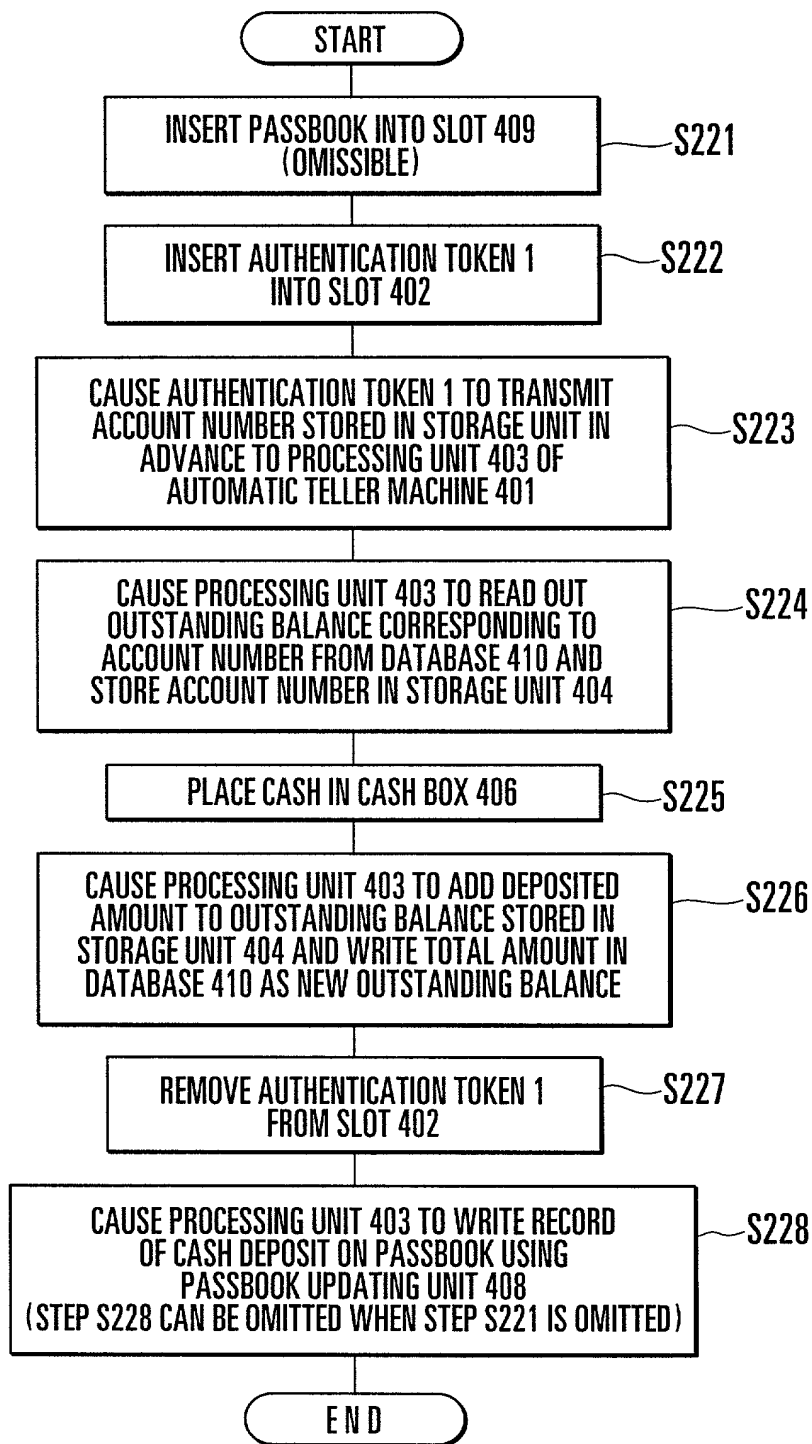 START
INSERT PASSBOOK INTO SLOT 409
(OMISSIBLE)
S221
INSERT AUTHENTICATION TOKEN 1
INTO SLOT 402
S222
CAUSE AUTHENTICATION TOKEN 1 TO TRANSMIT
ACCOUNT NUMBER STORED IN STORAGE UNIT IN
ADVANCE TO PROCESSING UNIT 403 OF
AUTOMATIC TELLER MACHINE 401
S223
CAUSE PROCESSING UNIT 403 TO READ OUT
OUTSTANDING BALANCE CORRESPONDING TO
ACCOUNT NUMBER FROM DATABASE 410 AND
STORE ACCOUNT NUMBER IN STORAGE UNIT 404
S224
PLACE CASH IN CASH BOX 406
S225
CAUSE PROCESSING UNIT 403 TO ADD DEPOSITED
AMOUNT TO OUTSTANDING BALANCE STORED IN
STORAGE UNIT 404 AND WRITE TOTAL AMOUNT IN
DATABASE 410 AS NEW OUTSTANDING BALANCE
S226
REMOVE AUTHENTICATION TOKEN 1
FROM SLOT 402
S227
CAUSE PROCESSING UNIT 403 TO WRITE RECORD
OF CASH DEPOSIT ON PASSBOOK USING
PASSBOOK UPDATING UNIT 408
(STEP S228 CAN BE OMITTED WHEN STEP S221 IS OMITTED)
S228
END